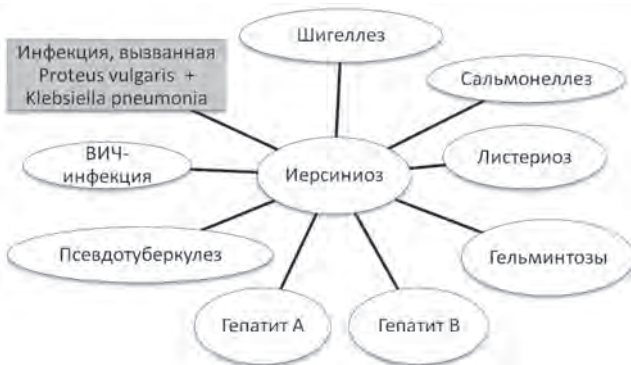 Инфекция, вызванная
Proteus vulgaris +
Klebsiella pneumonia
Шигеллез
Сальмонеллез
ВИЧ-
инфекция
Иерсиниоз
Листериоз
Псевдотуберкулез
Гельминтозы
Гепатит А
Гепатит В